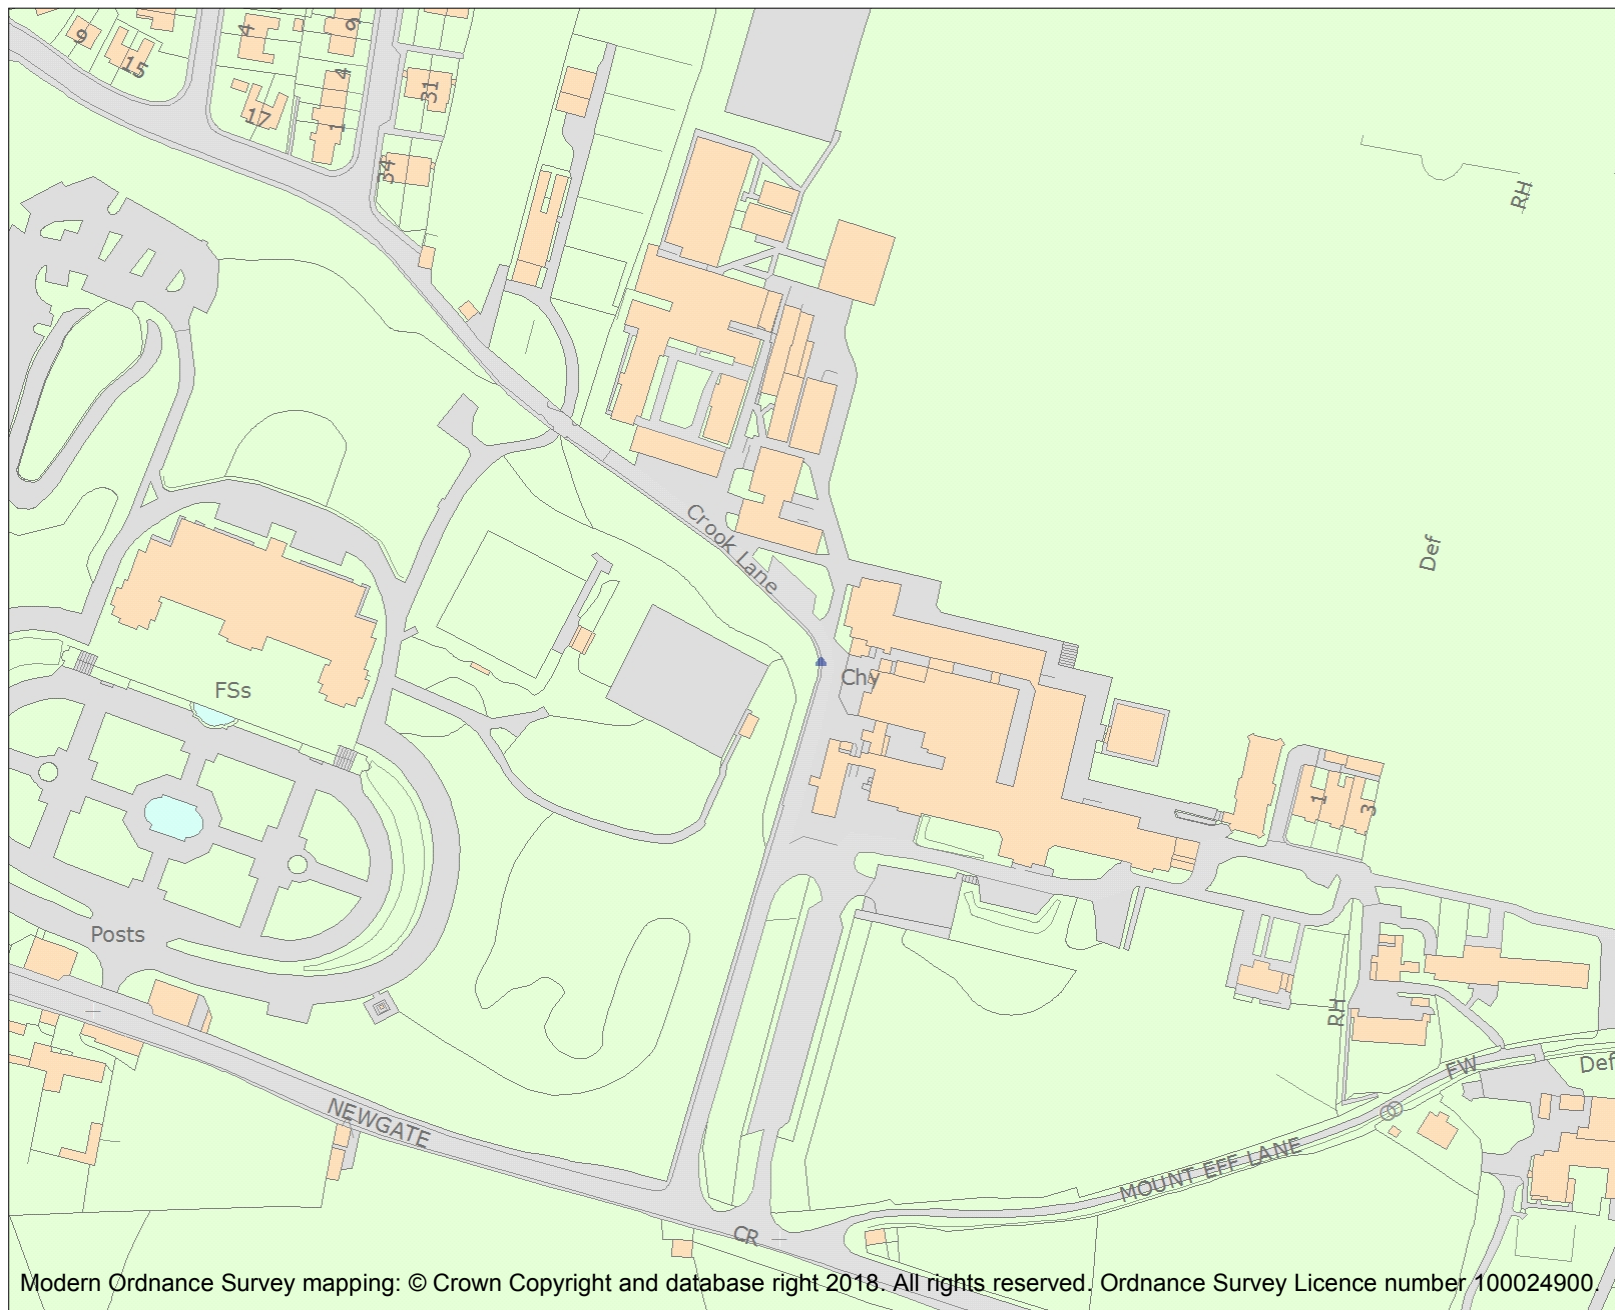 9
15
4
6
17
4
1
31
34
RH
Crook Lane
Def
Chy
FSs
1
3
Posts
RH
FW
Def
NEWGATE
MOUNT EFF LANE
CR
Modern Ordnance Survey mapping: © Crown Copyright and database right 2018. All rights reserved. Ordnance Survey Licence number 100024900.